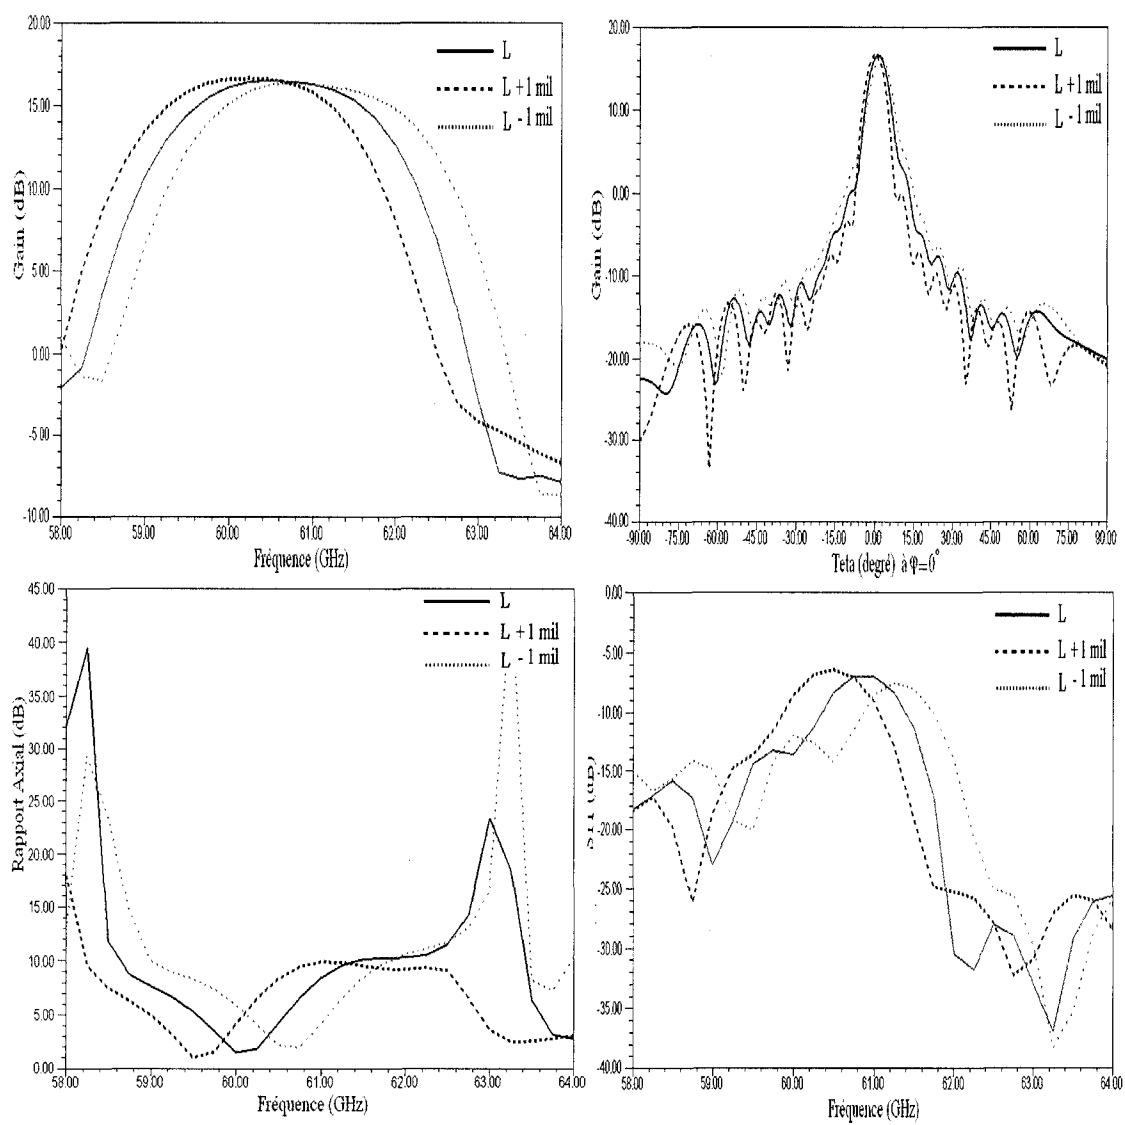 20.00
15.00
10.00
5.00
0.00
-5.00
-10.00
Gain (dB)
L
L +1 mil
L -1 mil
58.00 59.00 60.00 61.00 62.00 63.00 64.00
Fréquence (GHz)
20.00
10.00
0.00
-10.00
-20.00
-30.00
-40.00
Gain (dB)
L
L +1 mil
L -1 mil
-90.00 -75.00 -60.00 -45.00 -30.00 -15.00 0.00 15.00 30.00 45.00 60.00 75.00 90.00
Teta (degré) à φ=0°
45.00
40.00
35.00
30.00
25.00
20.00
15.00
10.00
5.00
0.00
Rapport Axial (dB)
L
L +1 mil
L -1 mil
58.00 59.00 60.00 61.00 62.00 63.00 64.00
Fréquence (GHz)
0.00
-5.00
-10.00
-15.00
-20.00
-25.00
-30.00
-35.00
-40.00
(dB)
L
L +1 mil
L -1 mil
58.00 59.00 60.00 61.00 62.00 63.00 64.00
Fréquence (GHz)